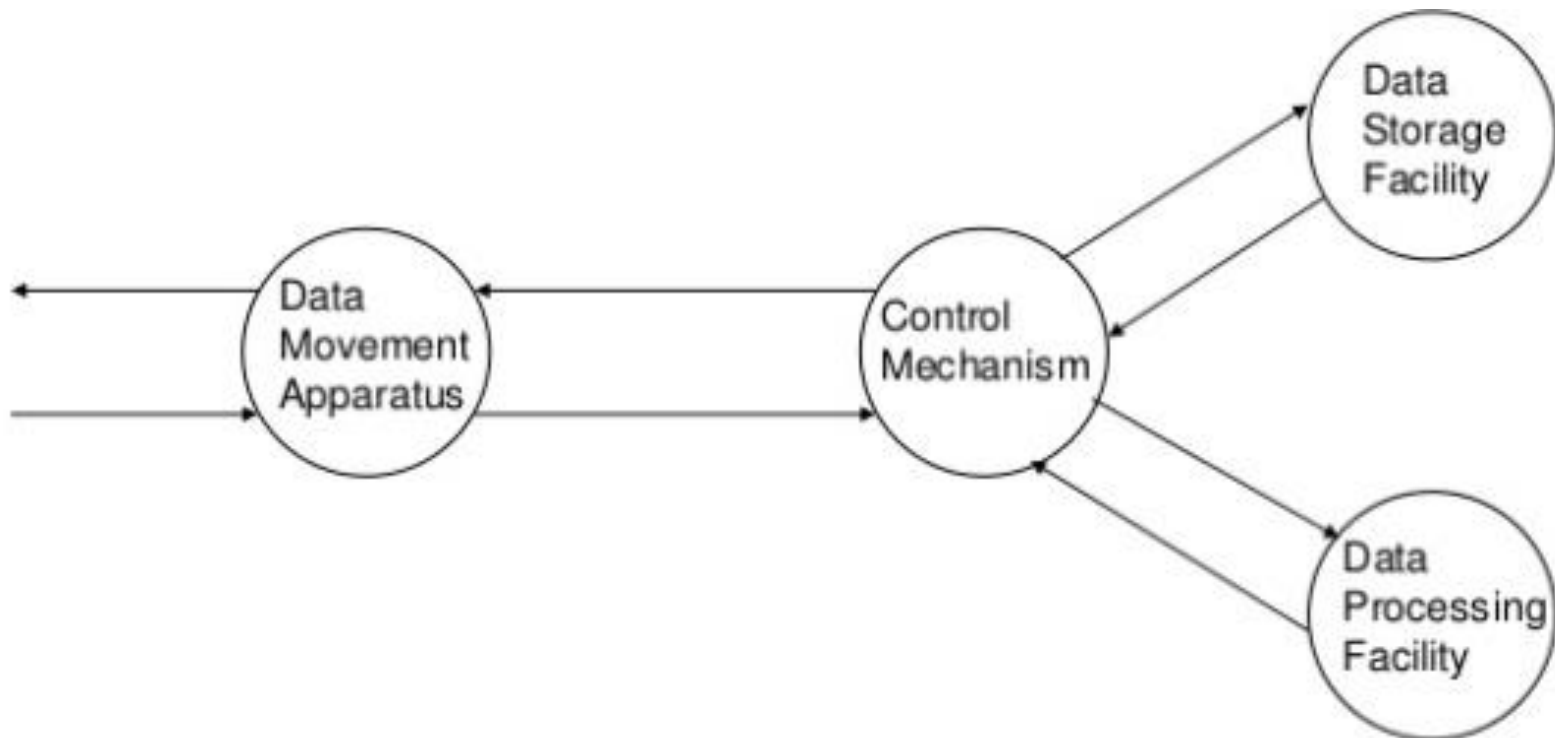 Data
Movement
Apparatus
Control
Mechanism
Data
Storage
Facility
Data
Processing
Facility